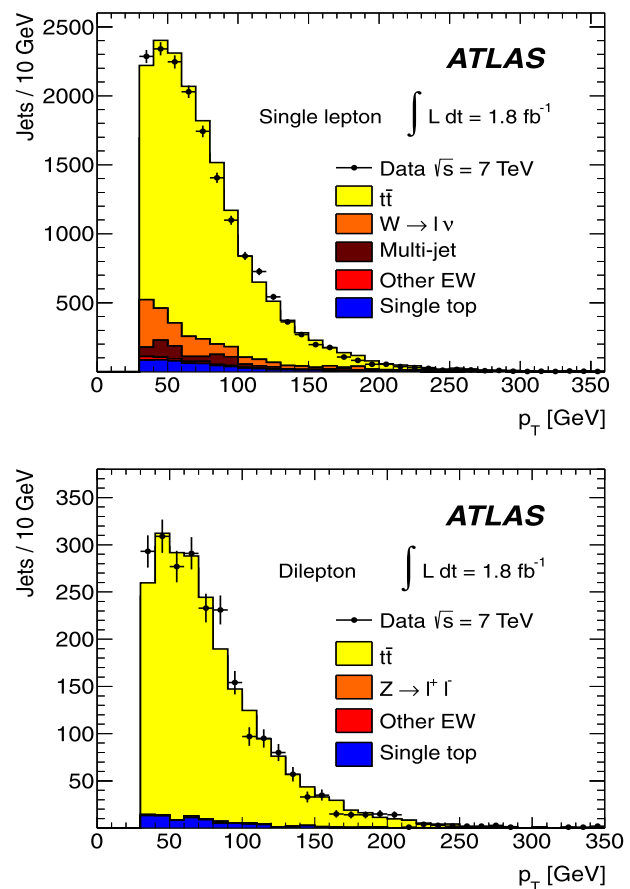 2500
2000
1500
1000
500
Jets / 10 GeV
ATLAS
Single lepton ∫ L dt = 1.8 fb⁻¹
Data √s = 7 TeV
tt̄
W → l ν
Multi-jet
Other EW
Single top
0 50 100 150 200 250 300 350
p_T [GeV]
350
300
250
200
150
100
50
Jets / 10 GeV
ATLAS
Dilepton ∫ L dt = 1.8 fb⁻¹
Data √s = 7 TeV
tt̄
Z → l⁺ l⁻
Other EW
Single top
0 50 100 150 200 250 300 350
p_T [GeV]